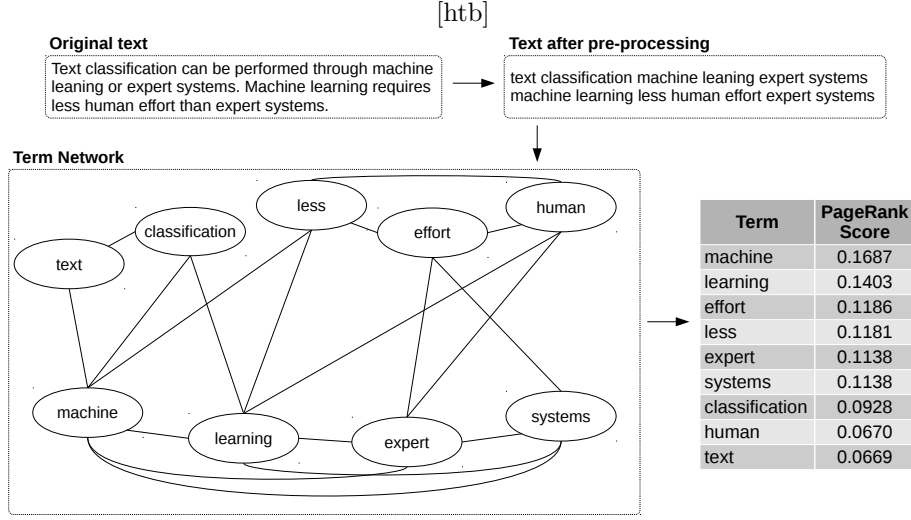 [htb]
Original text
Text classification can be performed through machine
leaning or expert systems. Machine learning requires
less human effort than expert systems.
Text after pre-processing
text classification machine leaning expert systems
machine learning less human effort expert systems
Term Network
less
human
classification
effort
text
machine
learning
expert
systems
Term PageRank Score
machine 0.1687
learning 0.1403
effort 0.1186
less 0.1181
expert 0.1138
systems 0.1138
classification 0.0928
human 0.0670
text 0.0669